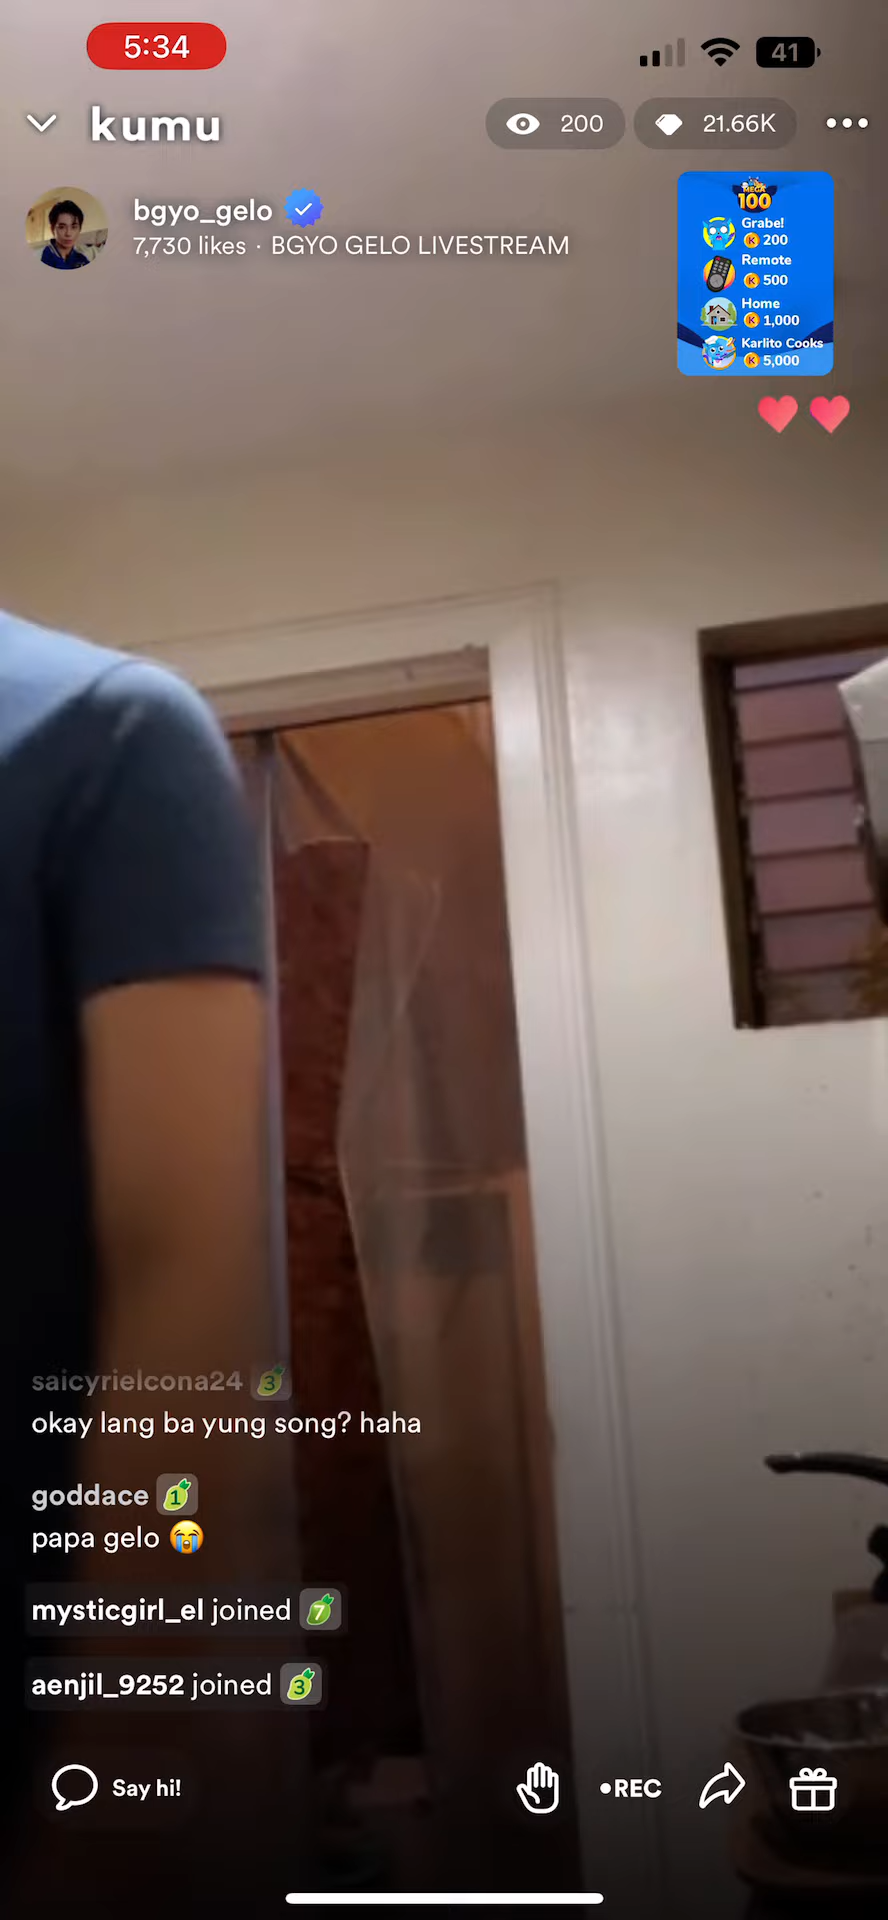 5:34
41
kumu
200
21.66K
bgyo_gelo
7,730 likes · BGYO GELO LIVESTREAM
MEGA
100
Grabe!
K 200
Remote
K 500
Home
K 1,000
Karlito Cooks
K 5,000
saicyrielcona24 3
okay lang ba yung song? haha
goddace 1
papa gelo 😭
mysticgirl_el joined 7
aenjil_9252 joined 3
Say hi!
•REC